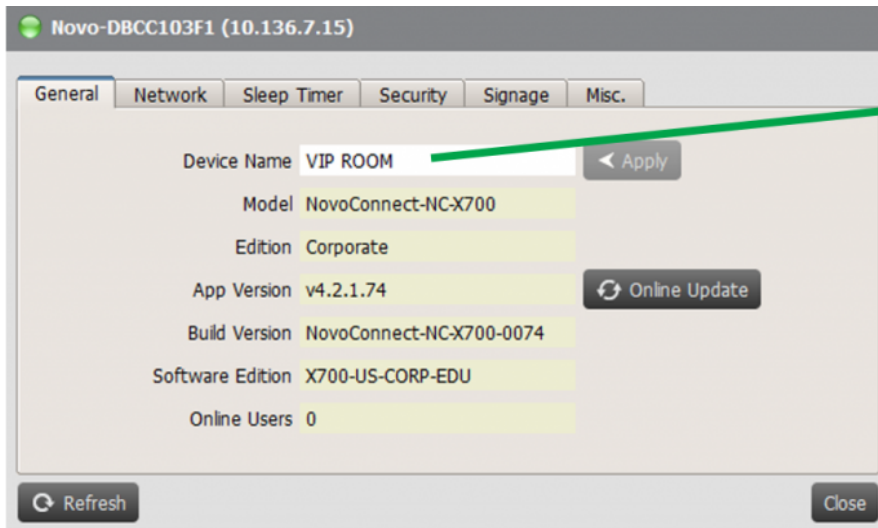 Novo-DBCC103F1 (10.136.7.15)
General Network Sleep Timer Security Signage Misc.
Device Name VIP ROOM Apply
Model NovoConnect-NC-X700
Edition Corporate
App Version v4.2.1.74 Online Update
Build Version NovoConnect-NC-X700-0074
Software Edition X700-US-CORP-EDU
Online Users 0
Refresh Close